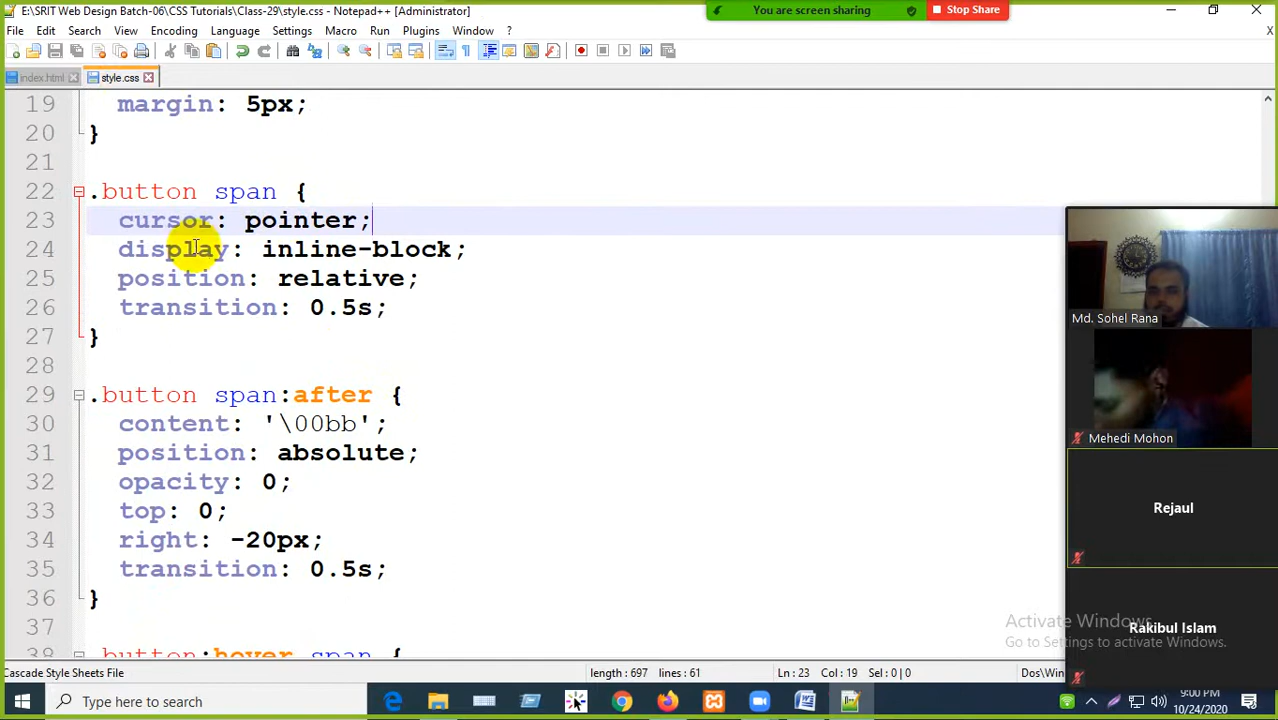 E:\SRIT Web Design Batch-06\CSS Tutorials\Class-29\style.css - Notepad++ [Administrator]
You are screen sharing
Stop Share
File Edit Search View Encoding Language Settings Macro Run Plugins Window ? X
index.html style.css
19 margin: 5px;
20 }
21
22 .button span {
23 cursor: pointer;
24 display: inline-block;
25 position: relative;
26 transition: 0.5s;
27 }
28
29 .button span:after {
30 content: '\00bb';
31 position: absolute;
32 opacity: 0;
33 top: 0;
34 right: -20px;
35 transition: 0.5s;
36 }
37
38 .button:hover span {
Md. Sohel Rana
Mehedi Mohon
Rejaul
Rakibul Islam
Activate Windows
Go to Settings to activate Windows.
Cascade Style Sheets File length : 697 lines : 61 Ln : 23 Col : 19 Sel : 0 | 0 Dos\Win
Type here to search
9:00 PM
10/24/2020